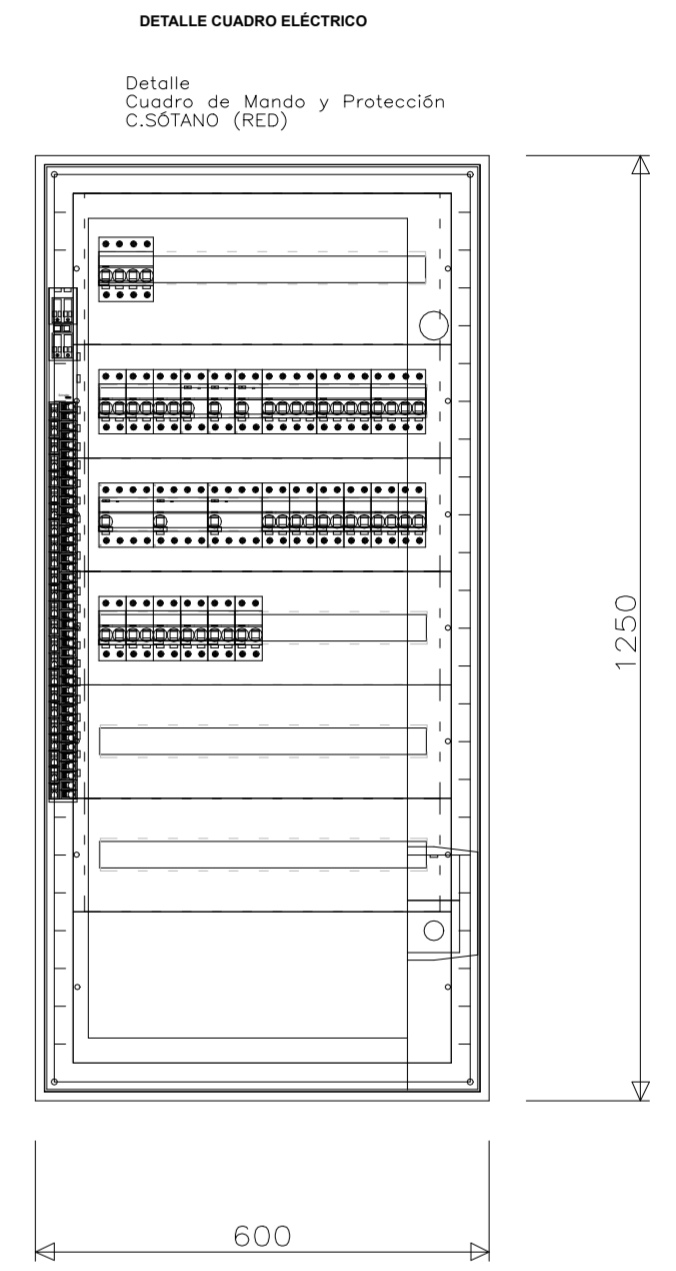 DETALLE CUADRO ELÉCTRICO
Detalle
Cuadro de Mando y Protección
C.SÓTANO (RED)
1250
600